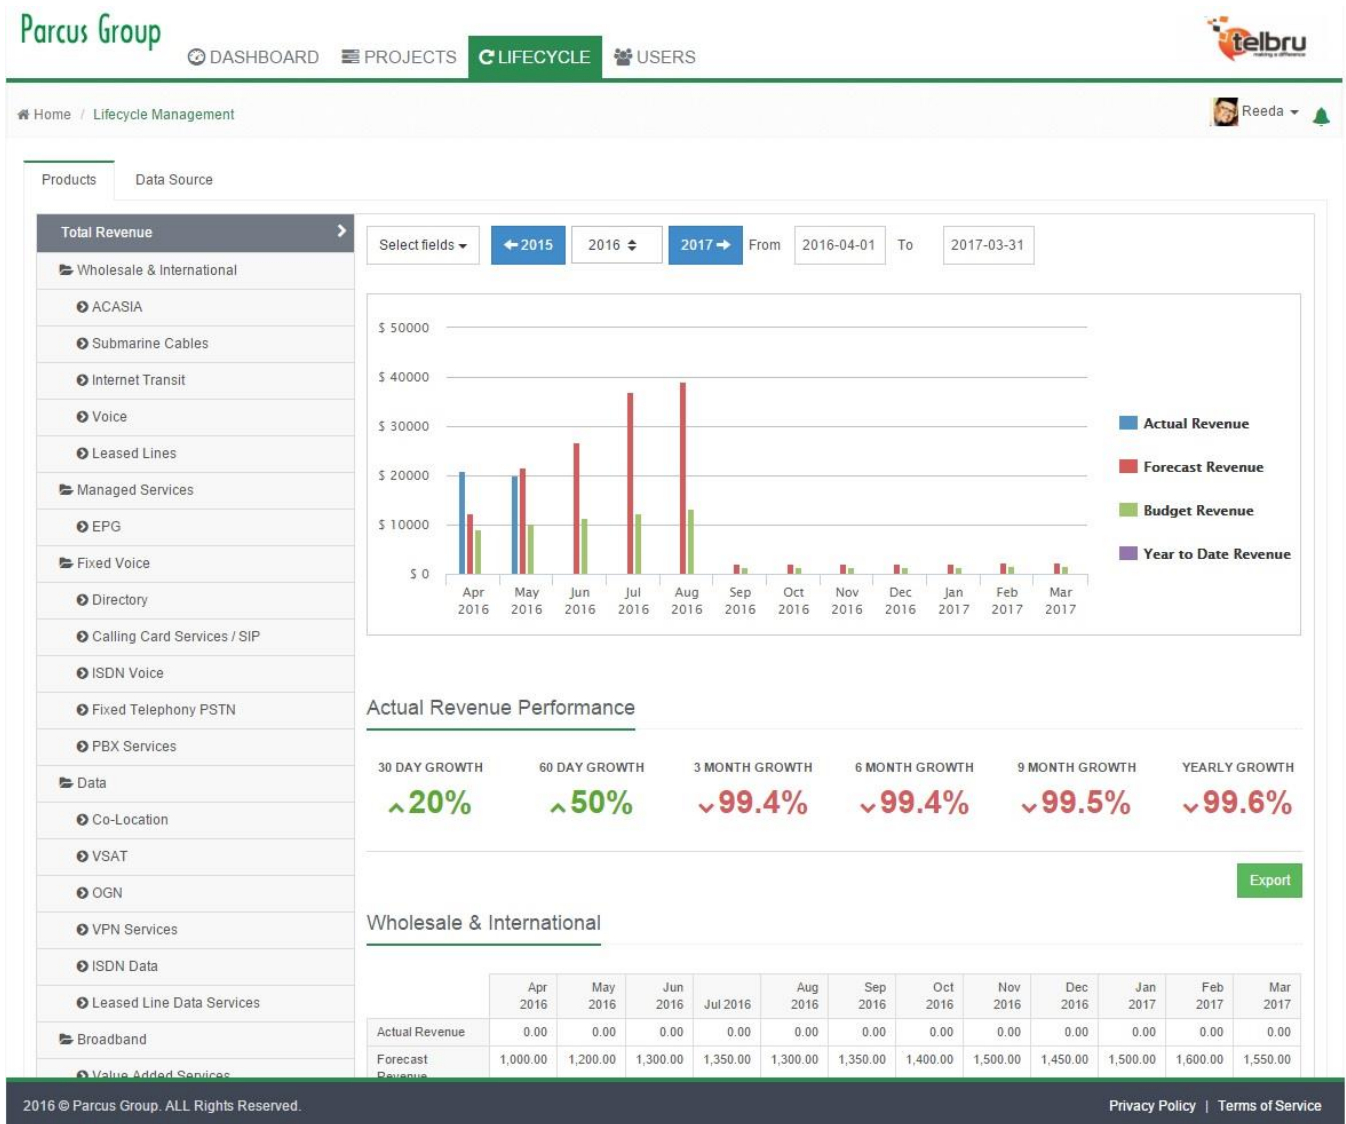 Parcus Group
DASHBOARD PROJECTS LIFECYCLE USERS
telbru
making a difference
Home / Lifecycle Management
Reeda
Products Data Source
Total Revenue
Wholesale & International
ACASIA
Submarine Cables
Internet Transit
Voice
Leased Lines
Managed Services
EPG
Fixed Voice
Directory
Calling Card Services / SIP
ISDN Voice
Fixed Telephony PSTN
PBX Services
Data
Co-Location
VSAT
OGN
VPN Services
ISDN Data
Leased Line Data Services
Broadband
Value Added Services
Select fields 2015 2016 2017 From 2016-04-01 To 2017-03-31
$ 50000
$ 40000
$ 30000
$ 20000
$ 10000
$ 0
Apr May Jun Jul Aug Sep Oct Nov Dec Jan Feb Mar
2016 2016 2016 2016 2016 2016 2016 2016 2016 2017 2017 2017
Actual Revenue
Forecast Revenue
Budget Revenue
Year to Date Revenue
Actual Revenue Performance
30 DAY GROWTH 60 DAY GROWTH 3 MONTH GROWTH 6 MONTH GROWTH 9 MONTH GROWTH YEARLY GROWTH
20% 50% 99.4% 99.4% 99.5% 99.6%
Export
Wholesale & International
Apr May Jun Aug Sep Oct Nov Dec Jan Feb Mar
2016 2016 2016 Jul 2016 2016 2016 2016 2016 2016 2017 2017 2017
Actual Revenue 0.00 0.00 0.00 0.00 0.00 0.00 0.00 0.00 0.00 0.00 0.00 0.00
Forecast 1,000.00 1,200.00 1,300.00 1,350.00 1,300.00 1,350.00 1,400.00 1,500.00 1,450.00 1,500.00 1,600.00 1,550.00
Revenue
2016 © Parcus Group. ALL Rights Reserved.
Privacy Policy | Terms of Service